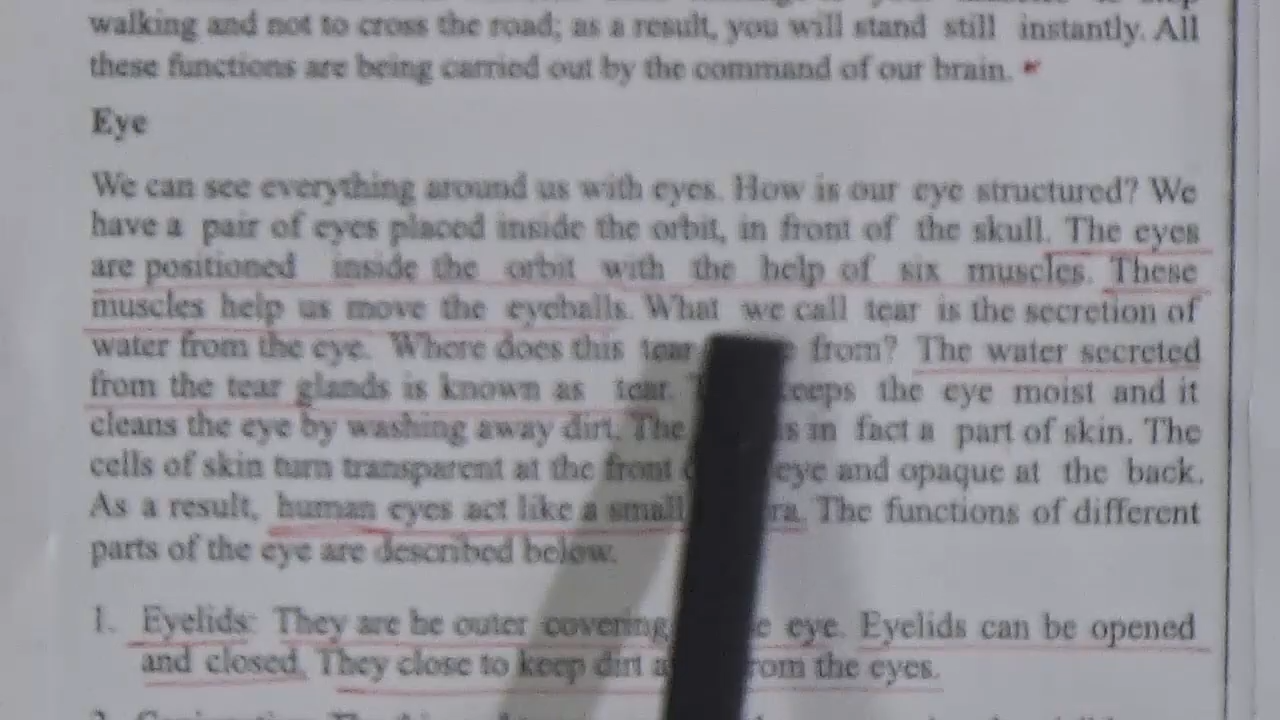 walking and not to cross the road; as a result, you will stand still instantly. All
these functions are being carried out by the command of our brain.
Eye
We can see everything around us with eyes. How is our eye structured? We
have a pair of eyes placed inside the orbit, in front of the skull. The eyes
are positioned inside the orbit with the help of six muscles. These
muscles help us move the eyeballs. What we call tear is the secretion of
water from the eye. Where does this tear from? The water secreted
from the tear glands is known as tear. the eye moist and it
cleans the eye by washing away dirt. The in fact a part of skin. The
cells of skin turn transparent at the front eye and opaque at the back.
As a result, human eyes act like a small The functions of different
parts of the eye are described below.
1. Eyelids: They are he outer covering eye. Eyelids can be opened
and closed. They close to keep dirt from the eyes.